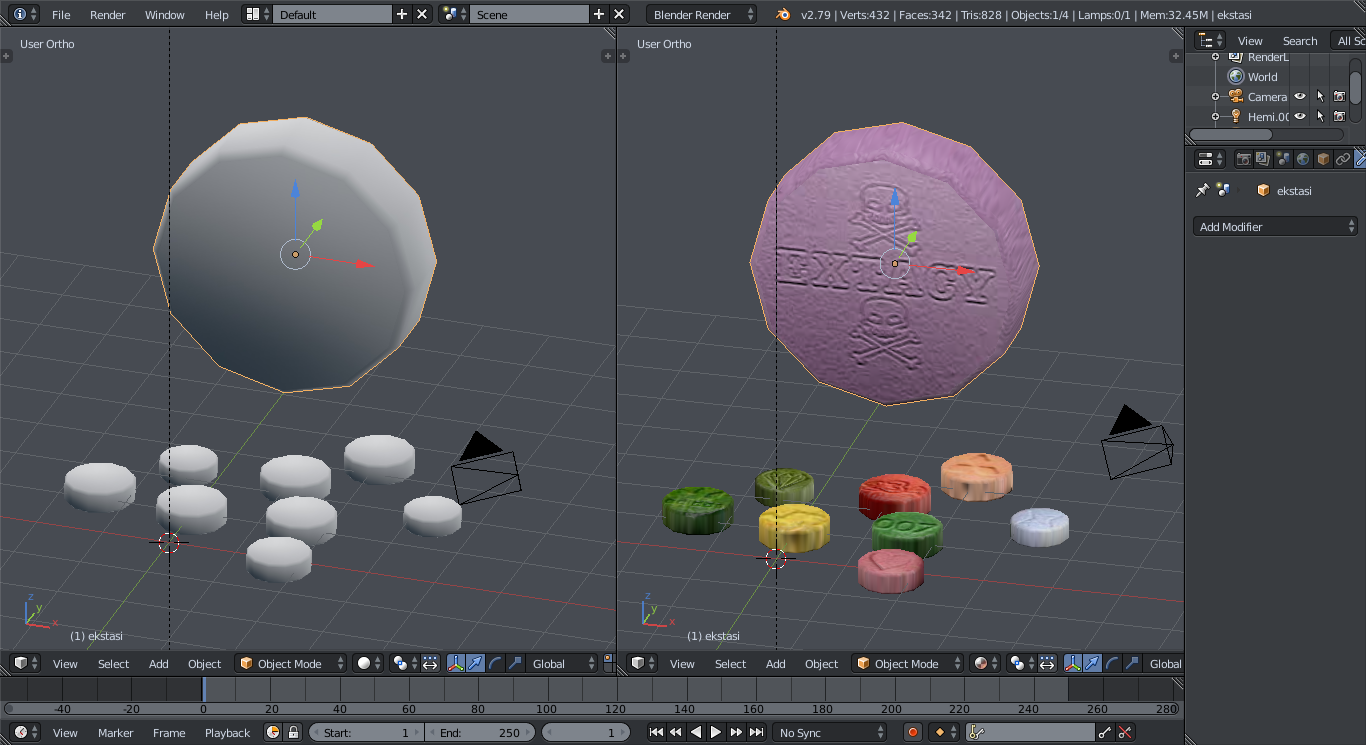 File Render Window Help Default Scene Blender Render v2.79 | Verts:432 | Faces:342 | Tris:828 | Objects:1/4 | Lamps:0/1 | Mem:32.45M | ekstasi
User Ortho
User Ortho
View Search All Sc
RenderL
World
Camera
Hemi.00
ekstasi
Add Modifier
EXTACY
z
y
x
(1) ekstasi
z
y
x
(1) ekstasi
View Select Add Object Object Mode Global
View Select Add Object Object Mode Global
-40 -20 0 20 40 60 80 100 120 140 160 180 200 220 240 260 280
View Marker Frame Playback Start: 1 End: 250 1 No Sync